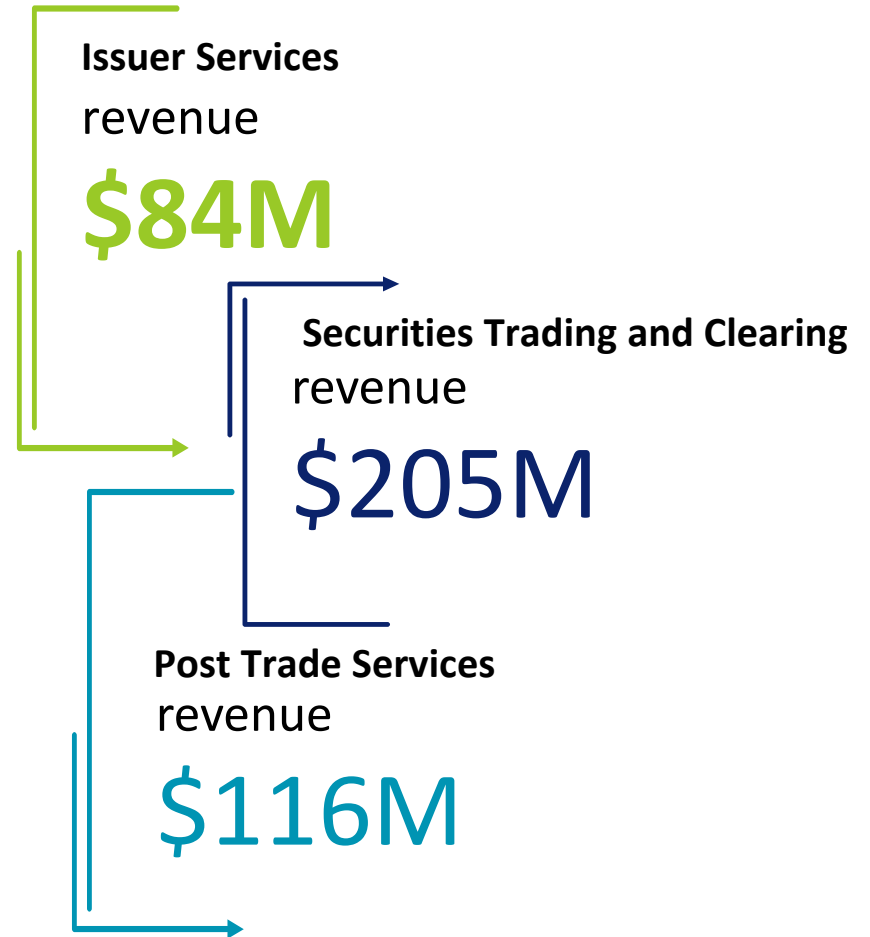 Issuer Services
revenue
$84M
Securities Trading and Clearing
revenue
$205M
Post Trade Services
revenue
$116M